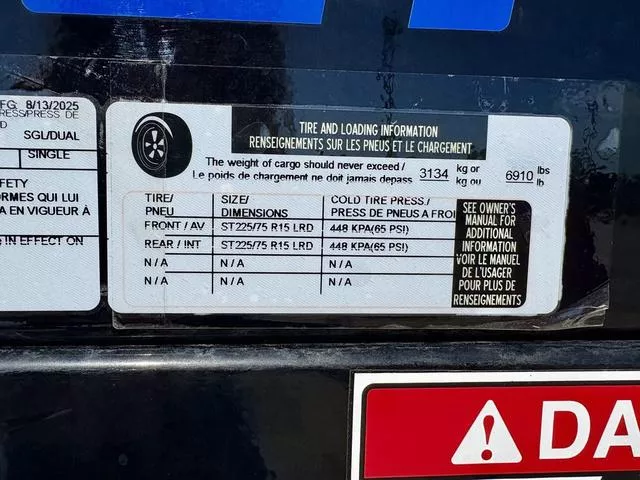 FG: 8/13/2025
RESS/PRESS DE
D
SGL/DUAL
SINGLE
FETY
ORMES QUI LUI
A EN VIGUEUR À
G IN EFFECT ON
TIRE AND LOADING INFORMATION
RENSEIGNEMENTS SUR LES PNEUS ET LE CHARGEMENT
The weight of cargo should never exceed / 3134 kg or 6910 lbs
Le poids de chargement ne doit jamais depass kg ou lb
TIRE/ SIZE/ COLD TIRE PRESS./
PNEU DIMENSIONS PRESS DE PNEUS A FROI
FRONT / AV ST225/75 R15 LRD 448 KPA(65 PSI)
REAR / INT ST225/75 R15 LRD 448 KPA(65 PSI)
N/A N/A N/A
N/A N/A N/A
SEE OWNER'S
MANUAL FOR
ADDITIONAL
INFORMATION
VOIR LE MANUEL
DE L'USAGER
POUR PLUS DE
RENSEIGNEMENTS
DA